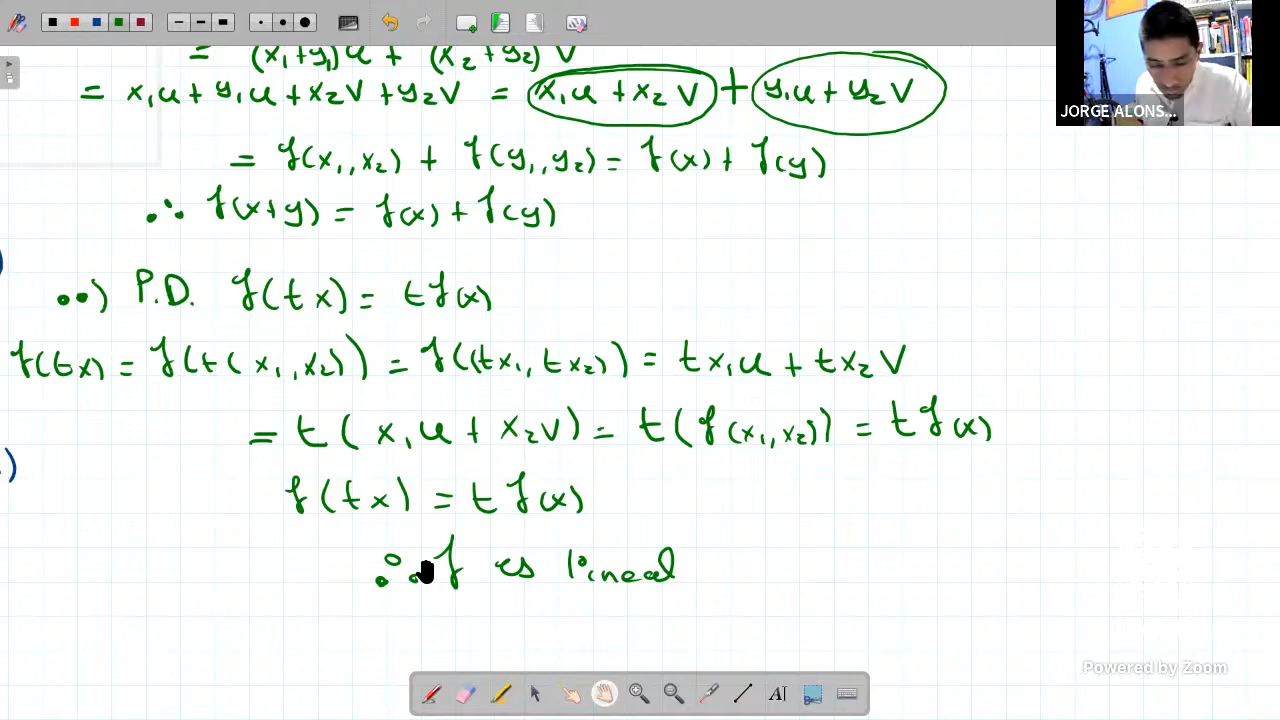 = (x₁+y₁)u + (x₂+y₂)V
= x₁u + y₁u + x₂V + y₂V = x₁u + x₂V + y₁u + y₂V
JORGE ALONS...
= f(x₁,x₂) + f(y₁,y₂) = f(x) + f(y)
∴ f(x+y) = f(x) + f(y)
)
••) P.D. f(tx) = tf(x)
f(tx) = f(t(x₁,x₂)) = f((tx₁,tx₂)) = tx₁u + tx₂V
= t(x₁u + x₂V) = t(f(x₁,x₂)) = tf(x)
.)
f(tx) = tf(x)
∴ f es lineal
Powered by Zoom
AI